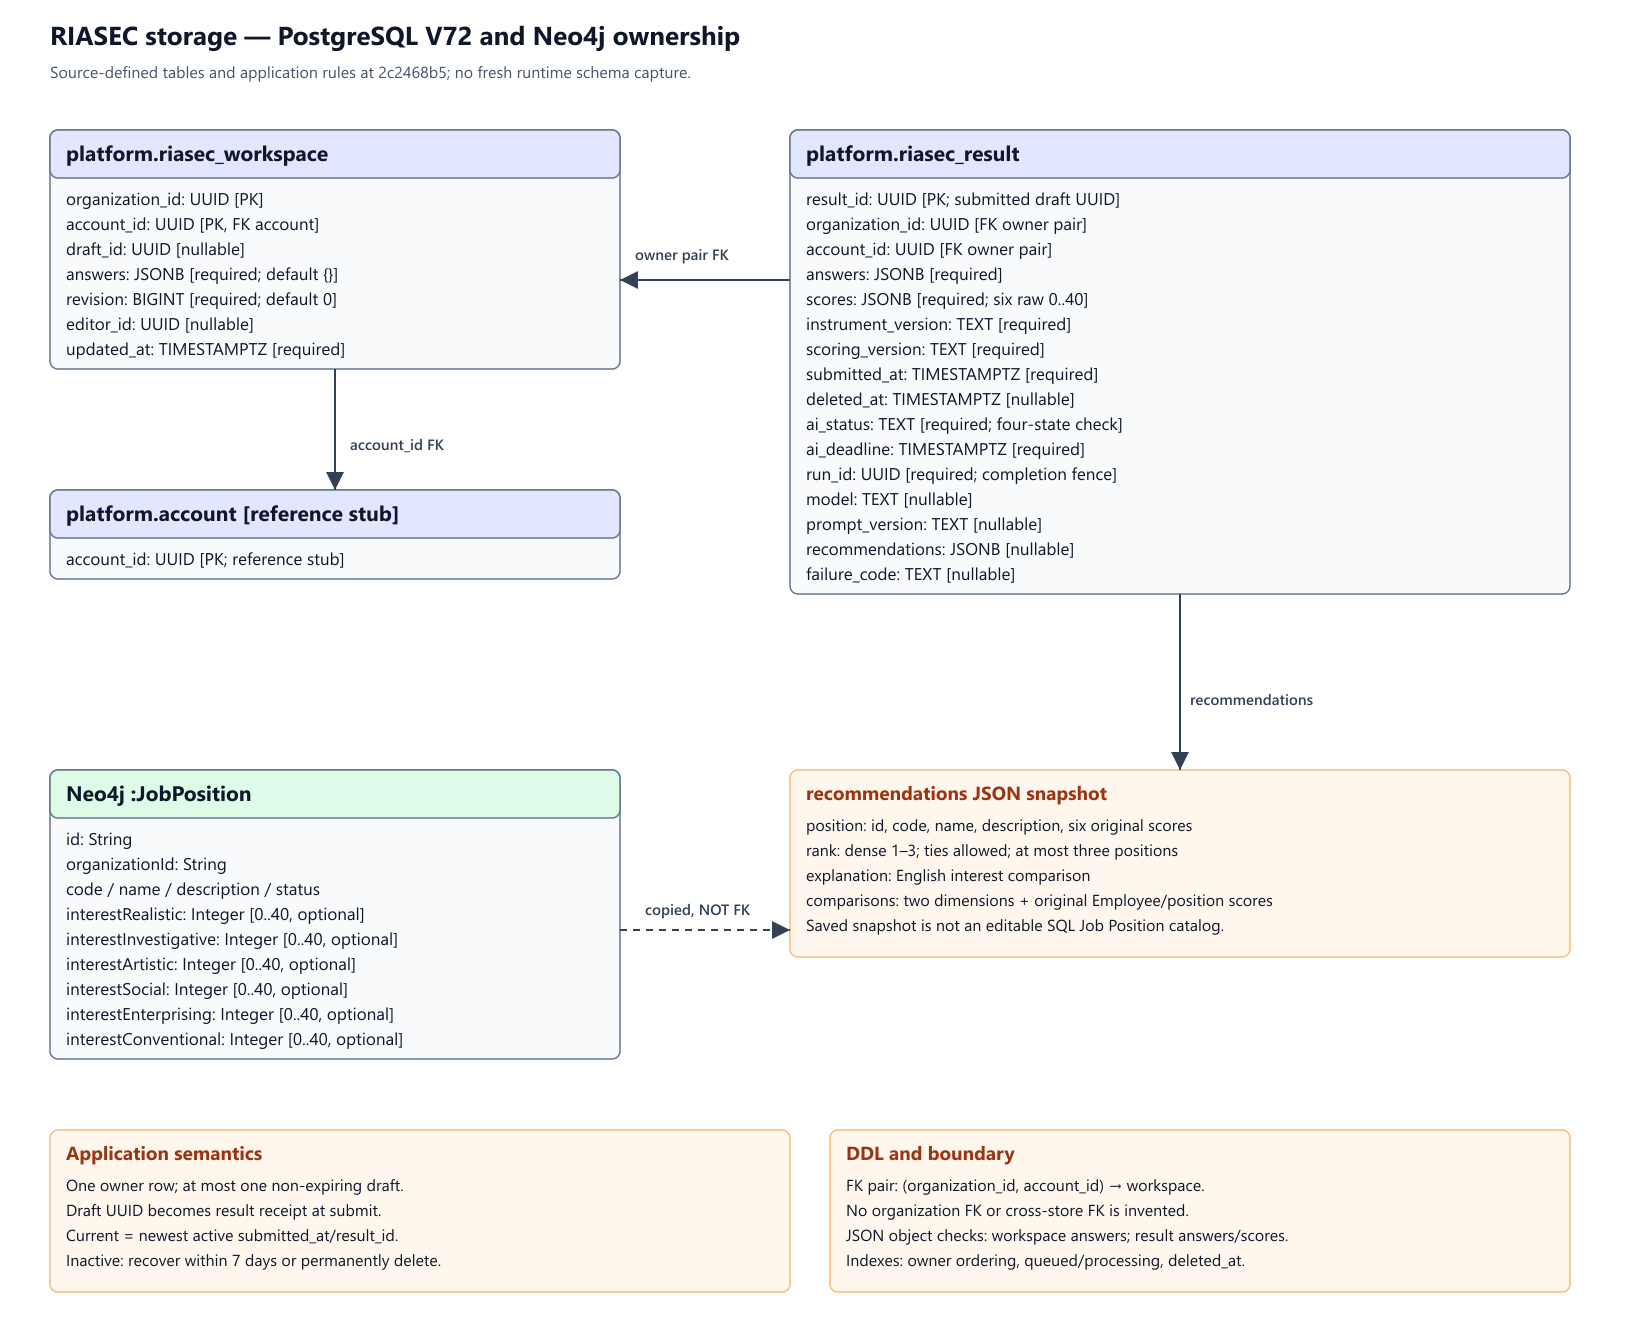 RIASEC storage — PostgreSQL V72 and Neo4j ownership
Source-defined tables and application rules at 2c2468b5; no fresh runtime schema capture.
platform.riasec_workspace
organization_id: UUID [PK]
account_id: UUID [PK, FK account]
draft_id: UUID [nullable]
answers: JSONB [required; default {}]
revision: BIGINT [required; default 0]
editor_id: UUID [nullable]
updated_at: TIMESTAMPTZ [required]
owner pair FK
platform.riasec_result
result_id: UUID [PK; submitted draft UUID]
organization_id: UUID [FK owner pair]
account_id: UUID [FK owner pair]
answers: JSONB [required]
scores: JSONB [required; six raw 0..40]
instrument_version: TEXT [required]
scoring_version: TEXT [required]
submitted_at: TIMESTAMPTZ [required]
deleted_at: TIMESTAMPTZ [nullable]
ai_status: TEXT [required; four-state check]
ai_deadline: TIMESTAMPTZ [required]
run_id: UUID [required; completion fence]
model: TEXT [nullable]
prompt_version: TEXT [nullable]
recommendations: JSONB [nullable]
failure_code: TEXT [nullable]
account_id FK
platform.account [reference stub]
account_id: UUID [PK; reference stub]
recommendations
Neo4j :JobPosition
id: String
organizationId: String
code / name / description / status
interestRealistic: Integer [0..40, optional]
interestInvestigative: Integer [0..40, optional]
interestArtistic: Integer [0..40, optional]
interestSocial: Integer [0..40, optional]
interestEnterprising: Integer [0..40, optional]
interestConventional: Integer [0..40, optional]
copied, NOT FK
recommendations JSON snapshot
position: id, code, name, description, six original scores
rank: dense 1–3; ties allowed; at most three positions
explanation: English interest comparison
comparisons: two dimensions + original Employee/position scores
Saved snapshot is not an editable SQL Job Position catalog.
Application semantics
One owner row; at most one non-expiring draft.
Draft UUID becomes result receipt at submit.
Current = newest active submitted_at/result_id.
Inactive: recover within 7 days or permanently delete.
DDL and boundary
FK pair: (organization_id, account_id) → workspace.
No organization FK or cross-store FK is invented.
JSON object checks: workspace answers; result answers/scores.
Indexes: owner ordering, queued/processing, deleted_at.